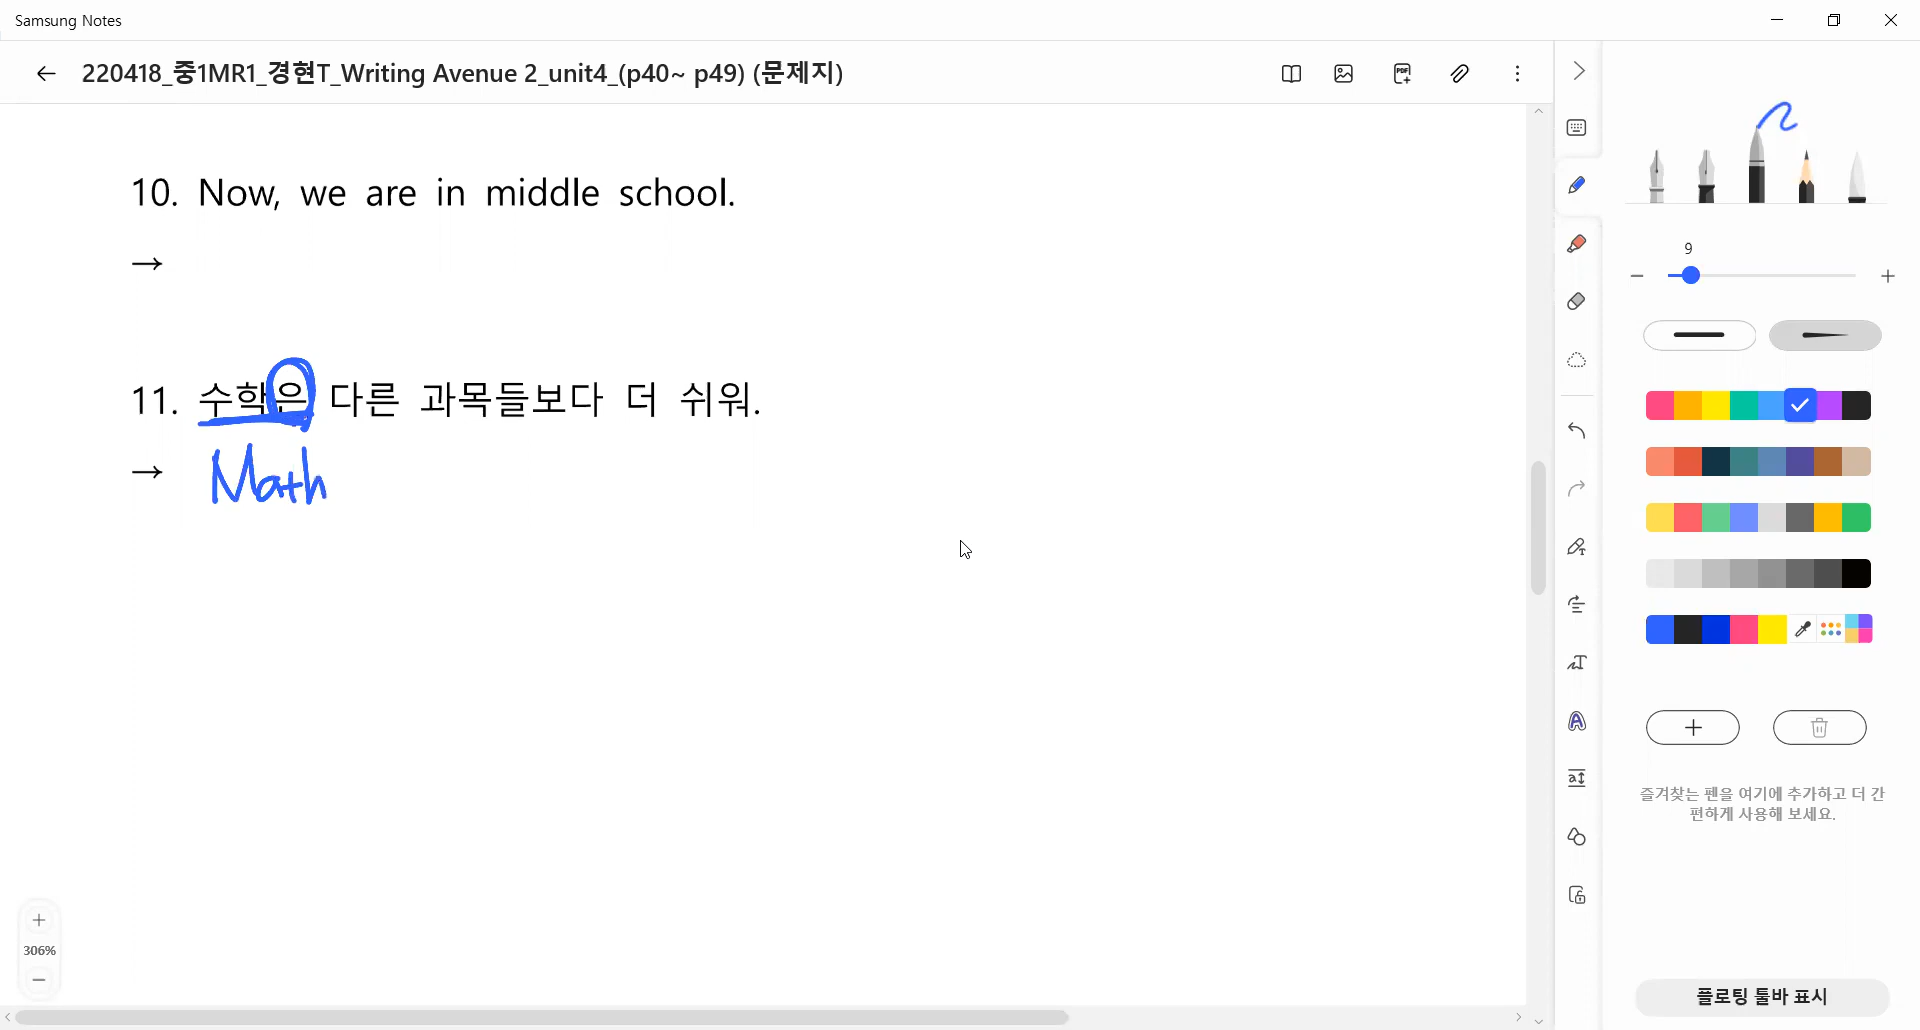 Samsung Notes
220418_중1MR1_경현T_Writing Avenue 2_unit4_(p40~ p49) (문제지)
10. Now, we are in middle school.
→
11. 수학은 다른 과목들보다 더 쉬워.
→ Math
306%
9
즐겨찾는 펜을 여기에 추가하고 더 간
편하게 사용해 보세요.
플로팅 툴바 표시